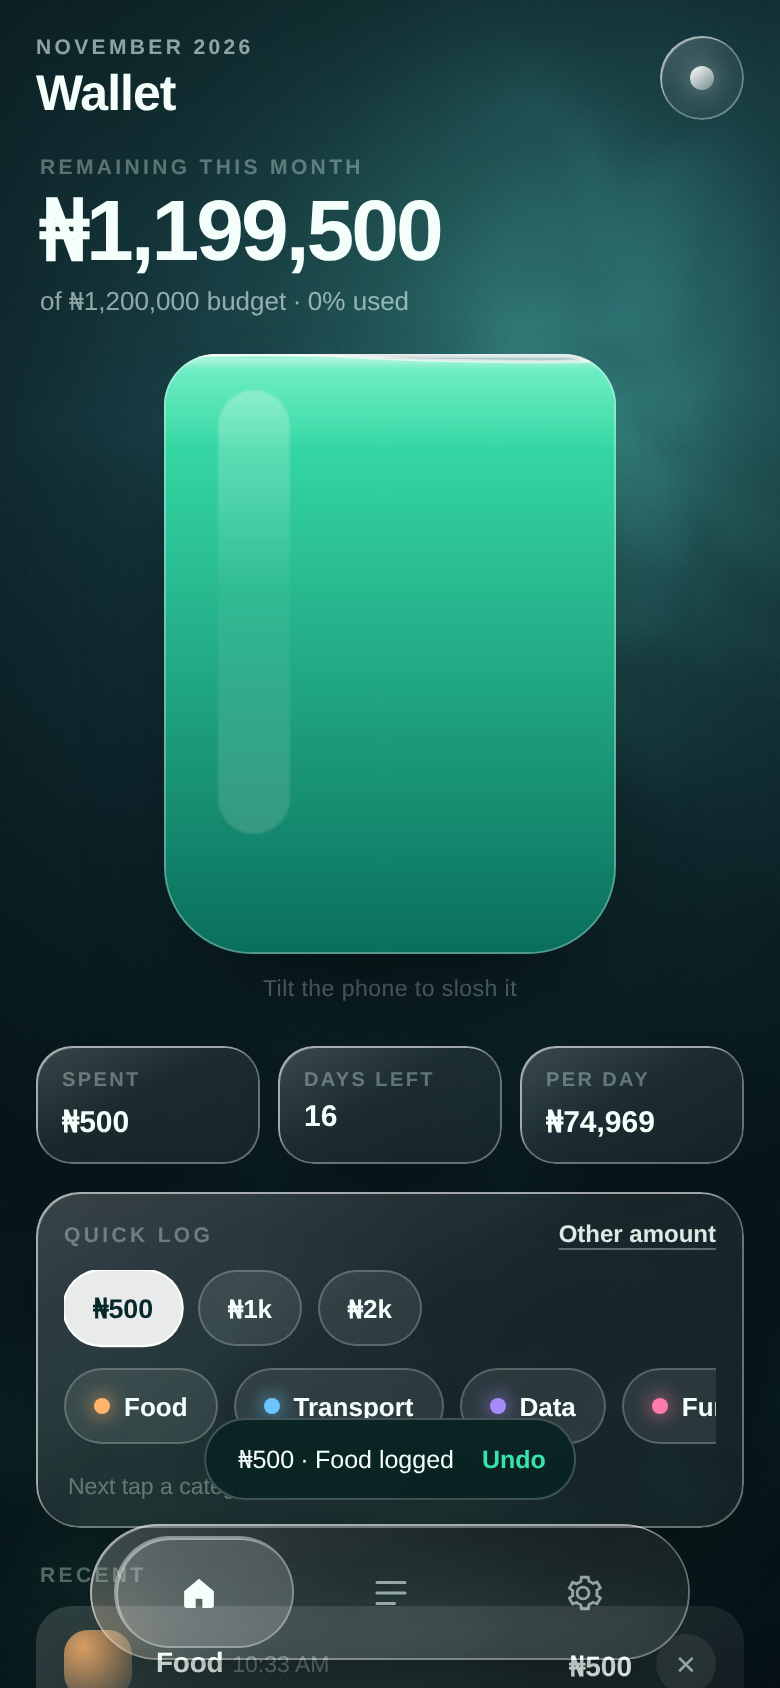 NOVEMBER 2026
Wallet
REMAINING THIS MONTH
₦1,199,500
of ₦1,200,000 budget · 0% used
Tilt the phone to slosh it
SPENT
₦500
DAYS LEFT
16
PER DAY
₦74,969
QUICK LOG
Other amount
₦500
₦1k
₦2k
Food
Transport
Data
₦500 · Food logged
Undo
Next tap a
RECENT
Food 10:33 AM
₦500